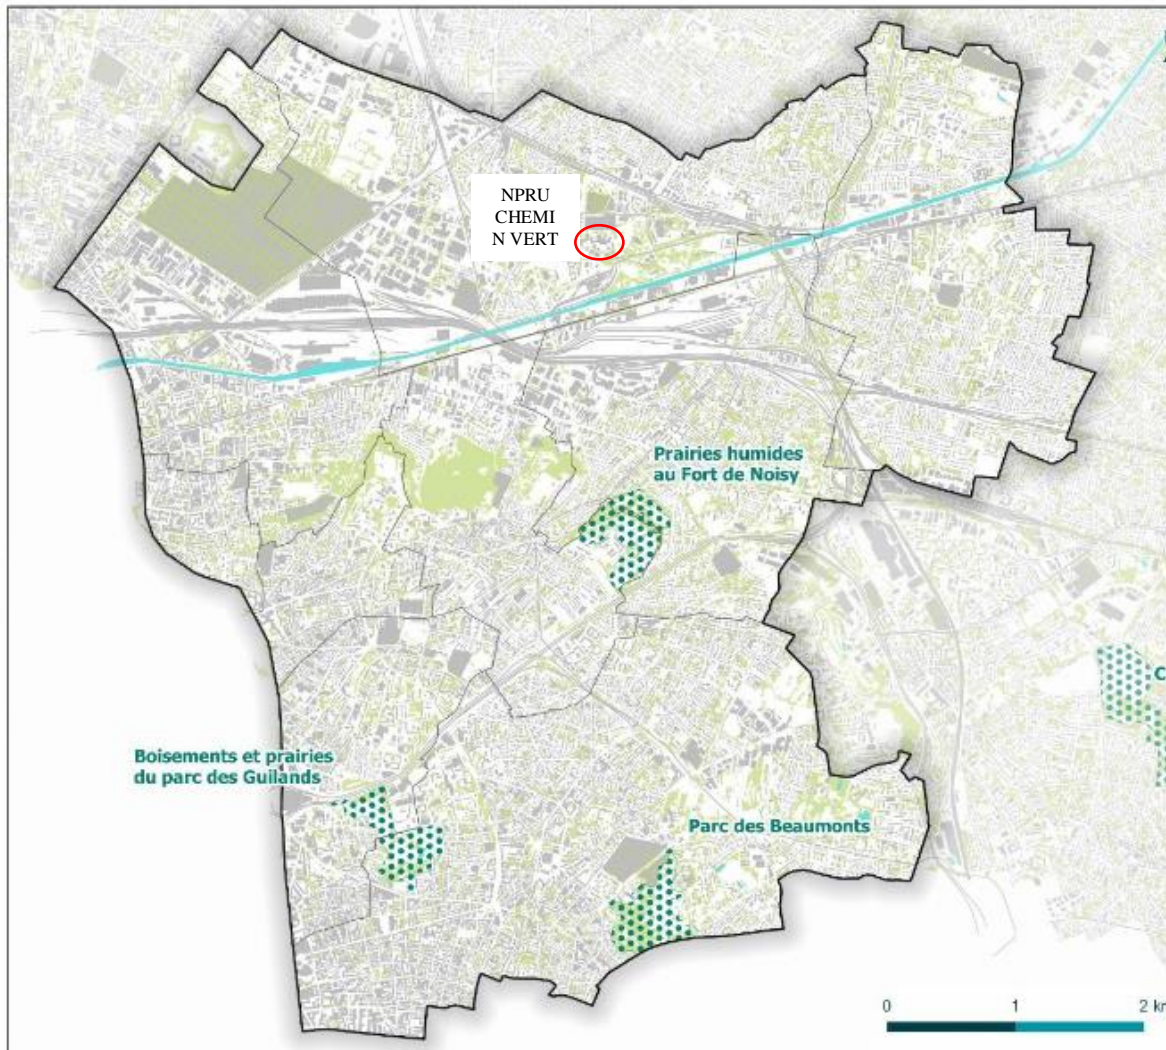 NPRU
CHEMI
N VERT
Prairies humides
au Fort de Noisy
C
Boisements et prairies
du parc des Guilands
Parc des Beaumonts
0 1 2 km